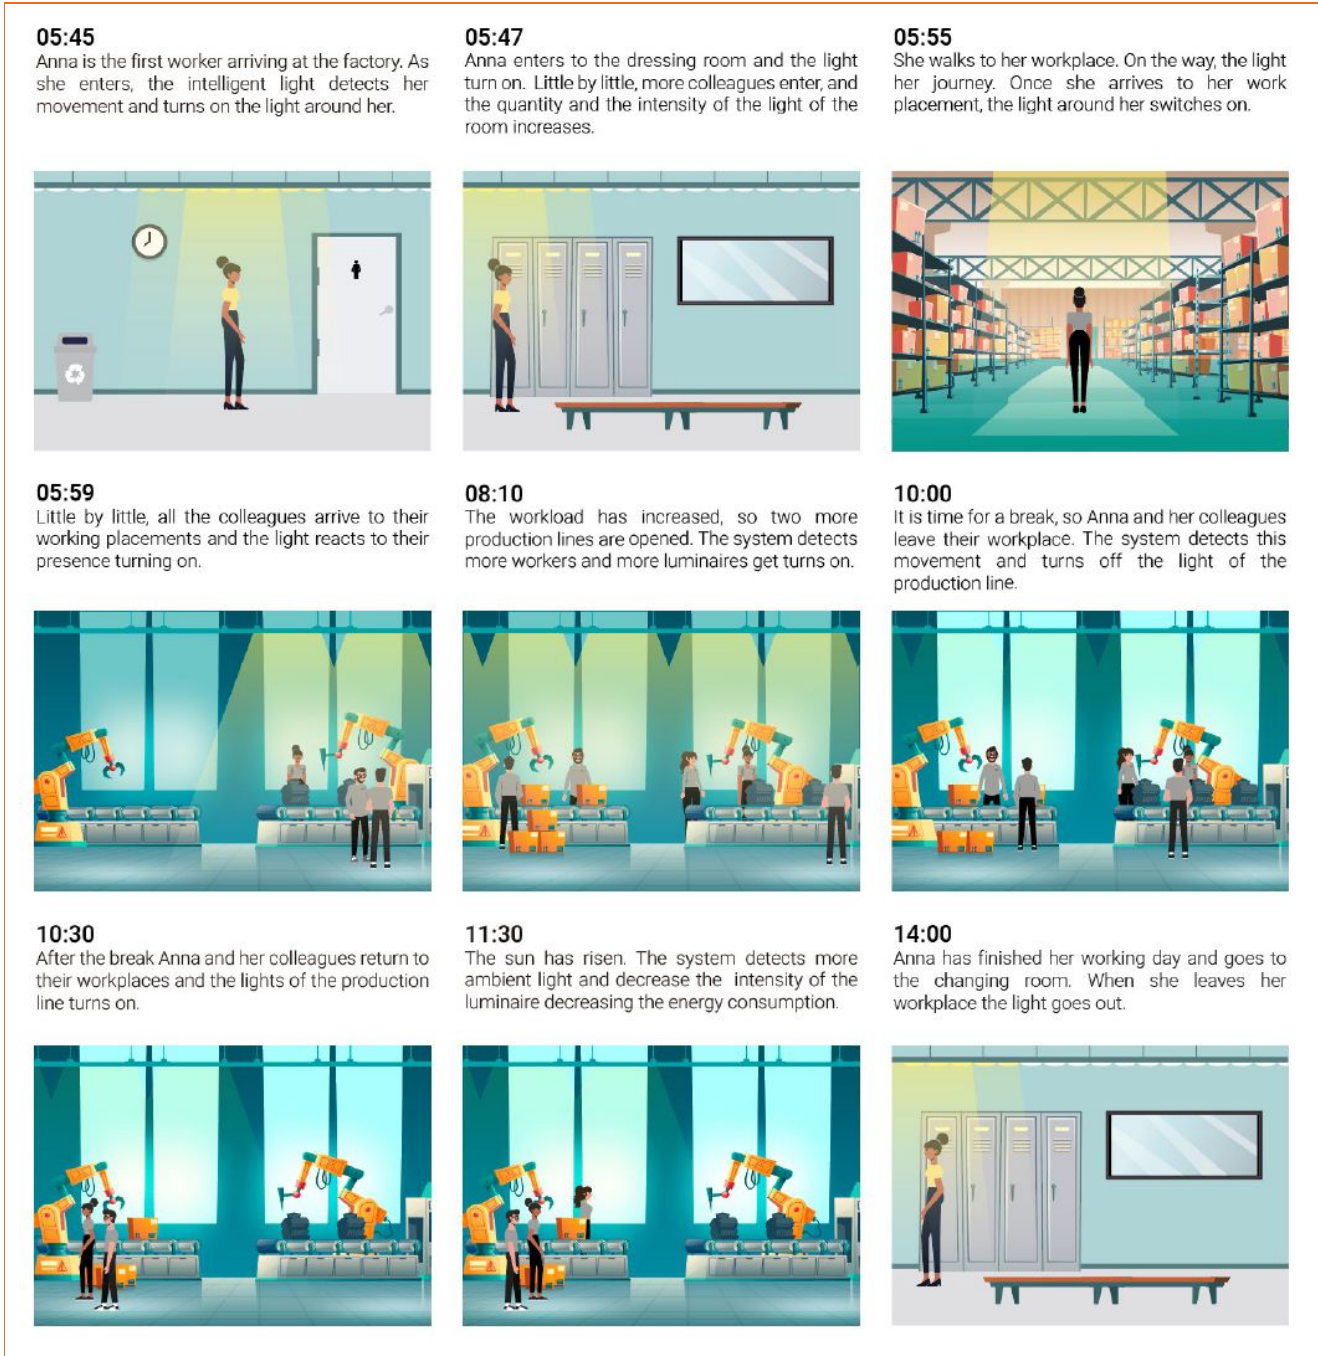 05:45
Anna is the first worker arriving at the factory. As
she enters, the intelligent light detects her
movement and turns on the light around her.
05:47
Anna enters to the dressing room and the light
turn on. Little by little, more colleagues enter, and
the quantity and the intensity of the light of the
room increases.
05:55
She walks to her workplace. On the way, the light
her journey. Once she arrives to her work
placement, the light around her switches on.
05:59
Little by little, all the colleagues arrive to their
working placements and the light reacts to their
presence turning on.
08:10
The workload has increased, so two more
production lines are opened. The system detects
more workers and more luminaires get turns on.
10:00
It is time for a break, so Anna and her colleagues
leave their workplace. The system detects this
movement and turns off the light of the
production line.
10:30
After the break Anna and her colleagues return to
their workplaces and the lights of the production
line turns on.
11:30
The sun has risen. The system detects more
ambient light and decrease the intensity of the
luminaire decreasing the energy consumption.
14:00
Anna has finished her working day and goes to
the changing room. When she leaves her
workplace the light goes out.